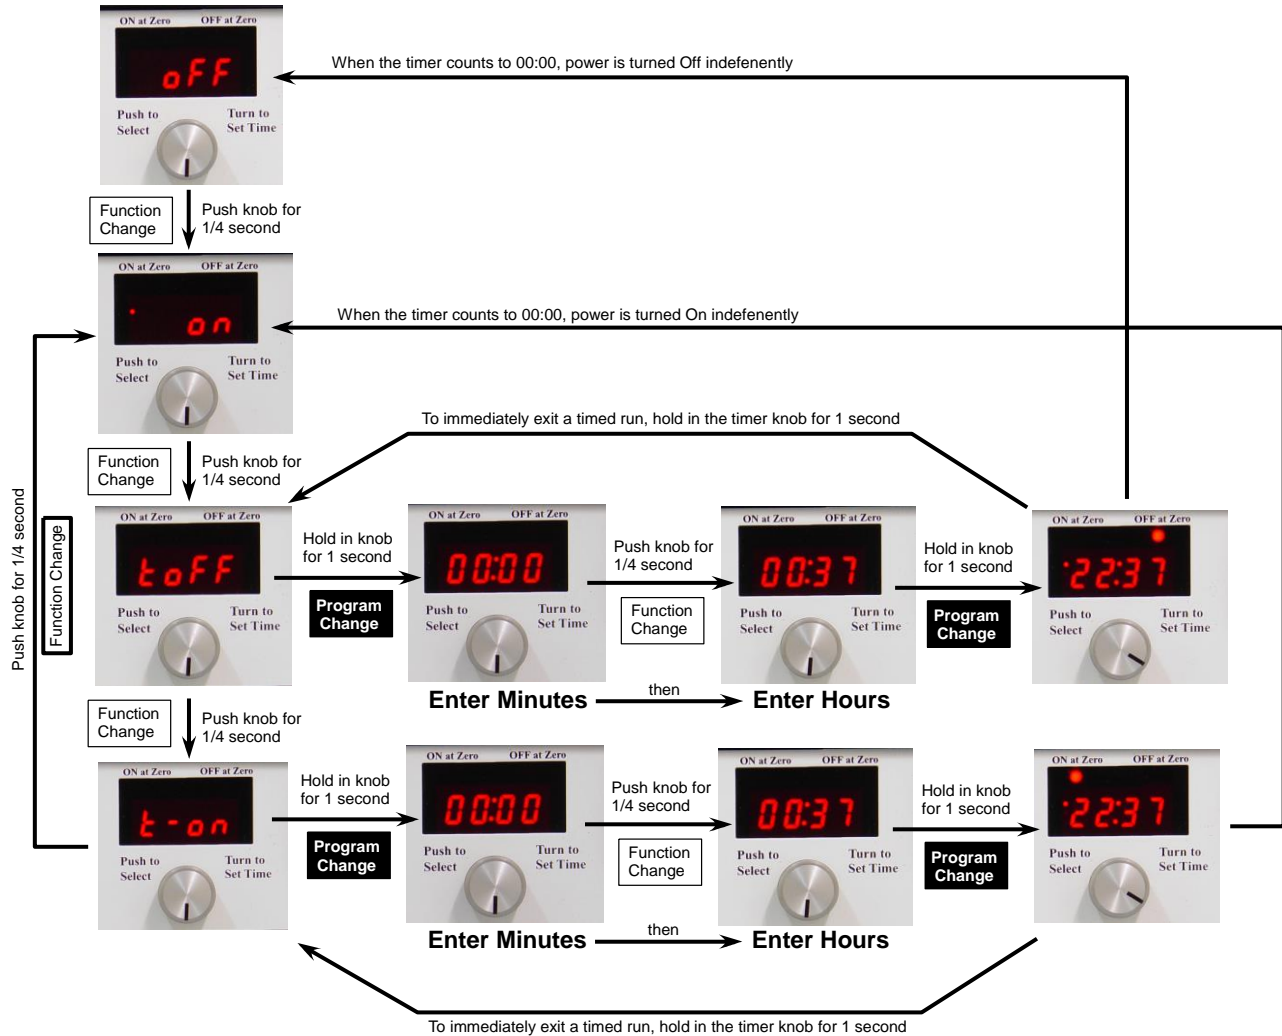 ON at Zero OFF at Zero
oFF
Push to Select
Turn to Set Time
When the timer counts to 00:00, power is turned Off indefenently
Function Change
Push knob for 1/4 second
ON at Zero OFF at Zero
on
Push to Select
Turn to Set Time
When the timer counts to 00:00, power is turned On indefenently
Function Change
Push knob for 1/4 second
To immediately exit a timed run, hold in the timer knob for 1 second
Push knob for 1/4 second
Function Change
ON at Zero OFF at Zero
toFF
Push to Select
Turn to Set Time
Hold in knob for 1 second
Program Change
ON at Zero OFF at Zero
00:00
Push to Select
Turn to Set Time
Enter Minutes
Push knob for 1/4 second
Function Change
then
ON at Zero OFF at Zero
00:37
Push to Select
Turn to Set Time
Enter Hours
Hold in knob for 1 second
Program Change
ON at Zero OFF at Zero
22:37
Push to Select
Turn to Set Time
Function Change
Push knob for 1/4 second
ON at Zero OFF at Zero
t-on
Push to Select
Turn to Set Time
Hold in knob for 1 second
Program Change
ON at Zero OFF at Zero
00:00
Push to Select
Turn to Set Time
Enter Minutes
Push knob for 1/4 second
Function Change
then
ON at Zero OFF at Zero
00:37
Push to Select
Turn to Set Time
Enter Hours
Hold in knob for 1 second
Program Change
ON at Zero OFF at Zero
22:37
Push to Select
Turn to Set Time
To immediately exit a timed run, hold in the timer knob for 1 second